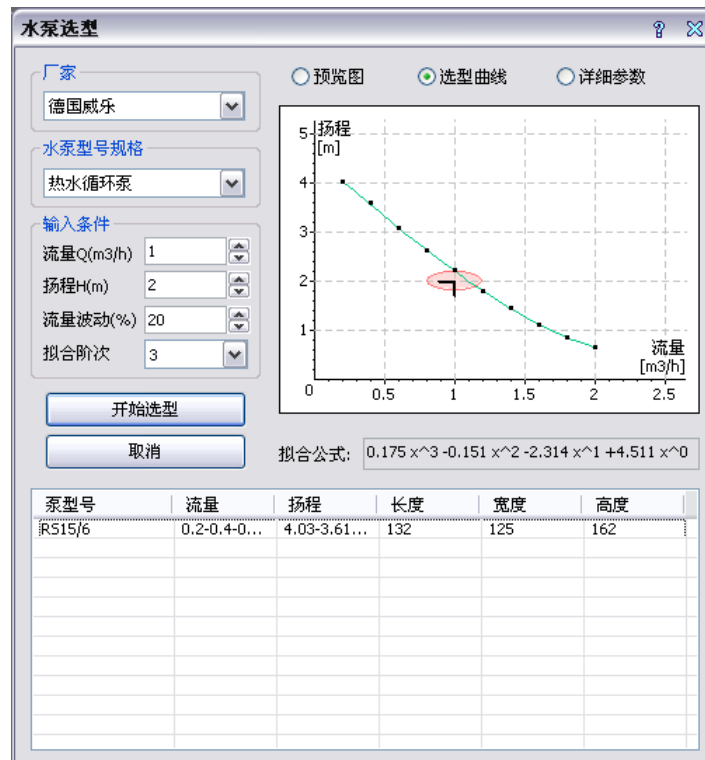 水泵选型
厂家
德国威乐
水泵型号规格
热水循环泵
输入条件
流量Q(m3/h) 1
扬程H(m) 2
流量波动(%) 20
拟合阶次 3
开始选型
取消
预览图 选型曲线 详细参数
扬程
[m]
5
4
3
2
1
0 0.5 1 1.5 2 2.5
流量
[m3/h]
拟合公式: 0.175 x^3 -0.151 x^2 -2.314 x^1 +4.511 x^0
泵型号 流量 扬程 长度 宽度 高度
RS15/6 0.2-0.4-0... 4.03-3.61... 132 125 162